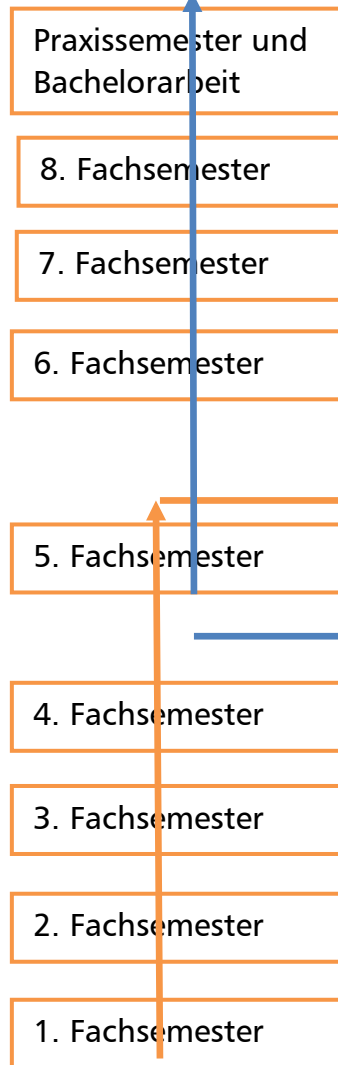 Praxissemester und
Bachelorarbeit
8. Fachsemester
7. Fachsemester
6. Fachsemester
5. Fachsemester
4. Fachsemester
3. Fachsemester
2. Fachsemester
1. Fachsemester